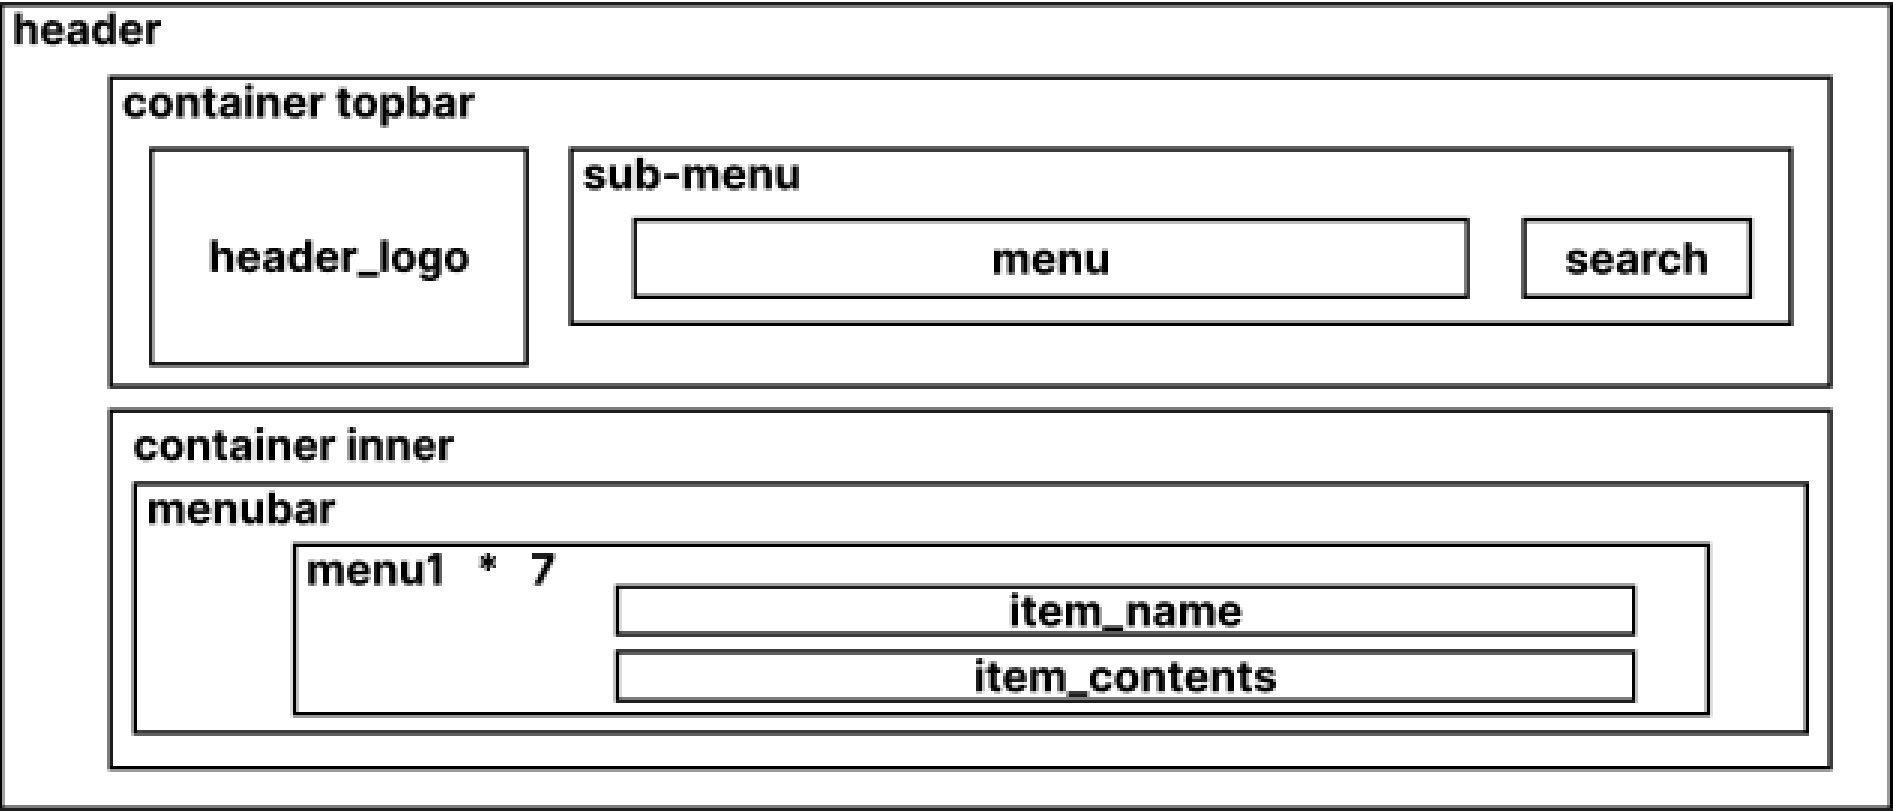 header
container topbar
header_logo
sub-menu
menu
search
container inner
menubar
menu1 * 7
item_name
item_contents